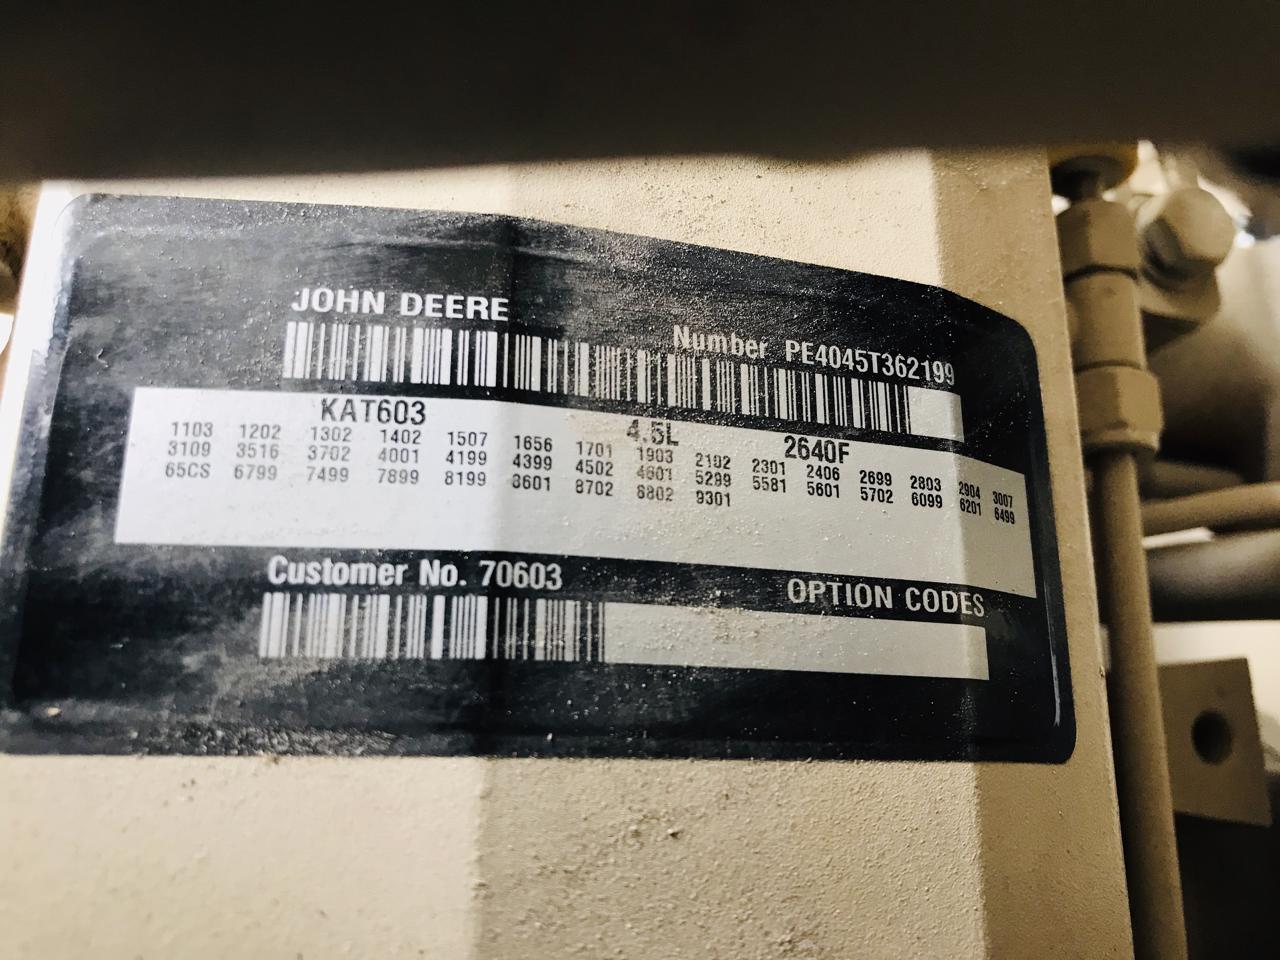 JOHN DEERE
Number PE4045T362199
KAT603 4.5L 2640F
1103 1202 1302 1402 1507 1656 1701 1903 2102 2301 2406 2699 2803 2904 3007
3109 3516 3702 4001 4199 4399 4502 4601 5299 5581 5601 5702 6099 6201 6499
65CS 6799 7499 7899 8199 8601 8702 8802 9301
Customer No. 70603
OPTION CODES